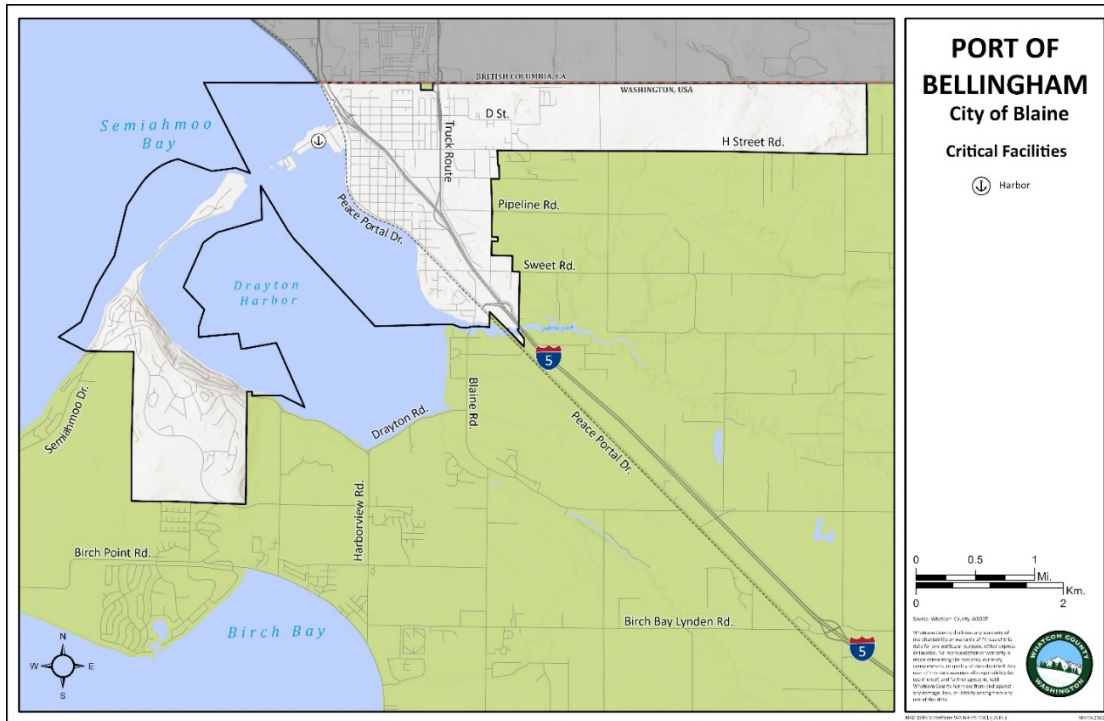 BRITISH COLUMBIA, CA
WASHINGTON, USA
Semiahmoo
Bay
D St.
Truck Route
H Street Rd.
Pipeline Rd.
Peace Portal Dr.
Sweet Rd.
Drayton
Harbor
5
Semiahmoo Dr.
Drayton Rd.
Blaine Rd.
Peace Portal Dr.
Harborview Rd.
Birch Point Rd.
Birch Bay
Birch Bay Lynden Rd.
5
N
W E
S
PORT OF
BELLINGHAM
City of Blaine
Critical Facilities
Harbor
0 0.5 1
Mi.
Km.
0 2
Source: Whatcom County, WSDOT
WHATCOM COUNTY
WASHINGTON